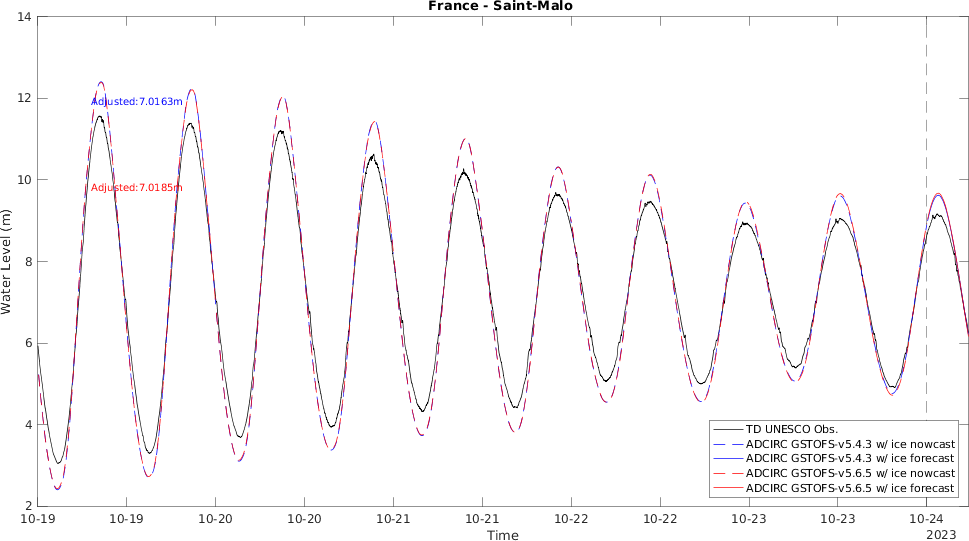 France - Saint-Malo
14
12
10
8
6
4
2
Water Level (m)
Adjusted:7.0163m
Adjusted:7.0185m
TD UNESCO Obs.
ADCIRC GSTOFS-v5.4.3 w/ ice nowcast
ADCIRC GSTOFS-v5.4.3 w/ ice forecast
ADCIRC GSTOFS-v5.6.5 w/ ice nowcast
ADCIRC GSTOFS-v5.6.5 w/ ice forecast
10-19 10-19 10-20 10-20 10-21 10-21 10-22 10-22 10-23 10-23 10-24
2023
Time